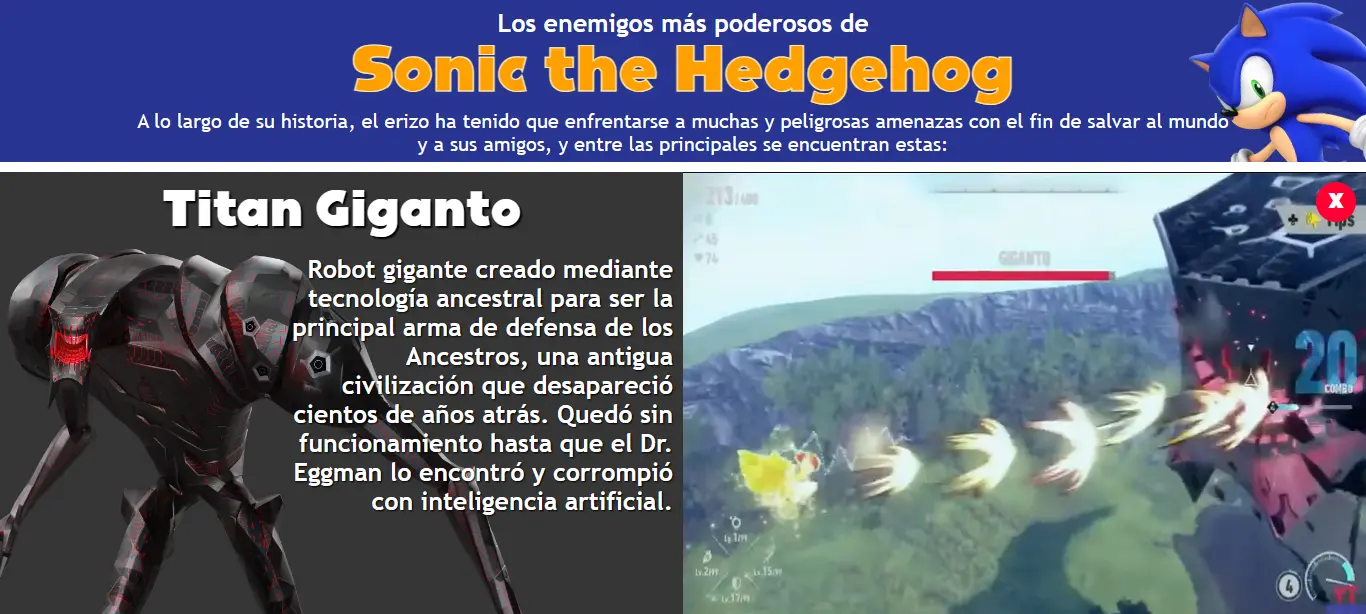 Los enemigos más poderosos de
Sonic the Hedgehog
A lo largo de su historia, el erizo ha tenido que enfrentarse a muchas y peligrosas amenazas con el fin de salvar al mundo
y a sus amigos, y entre las principales se encuentran estas:
Titan Giganto
Robot gigante creado mediante
tecnología ancestral para ser la
principal arma de defensa de los
Ancestros, una antigua
civilización que desapareció
cientos de años atrás. Quedó sin
funcionamiento hasta que el Dr.
Eggman lo encontró y corrompió
con inteligencia artificial.
X
+ Tips
GIGANTO
20
COMBO
4